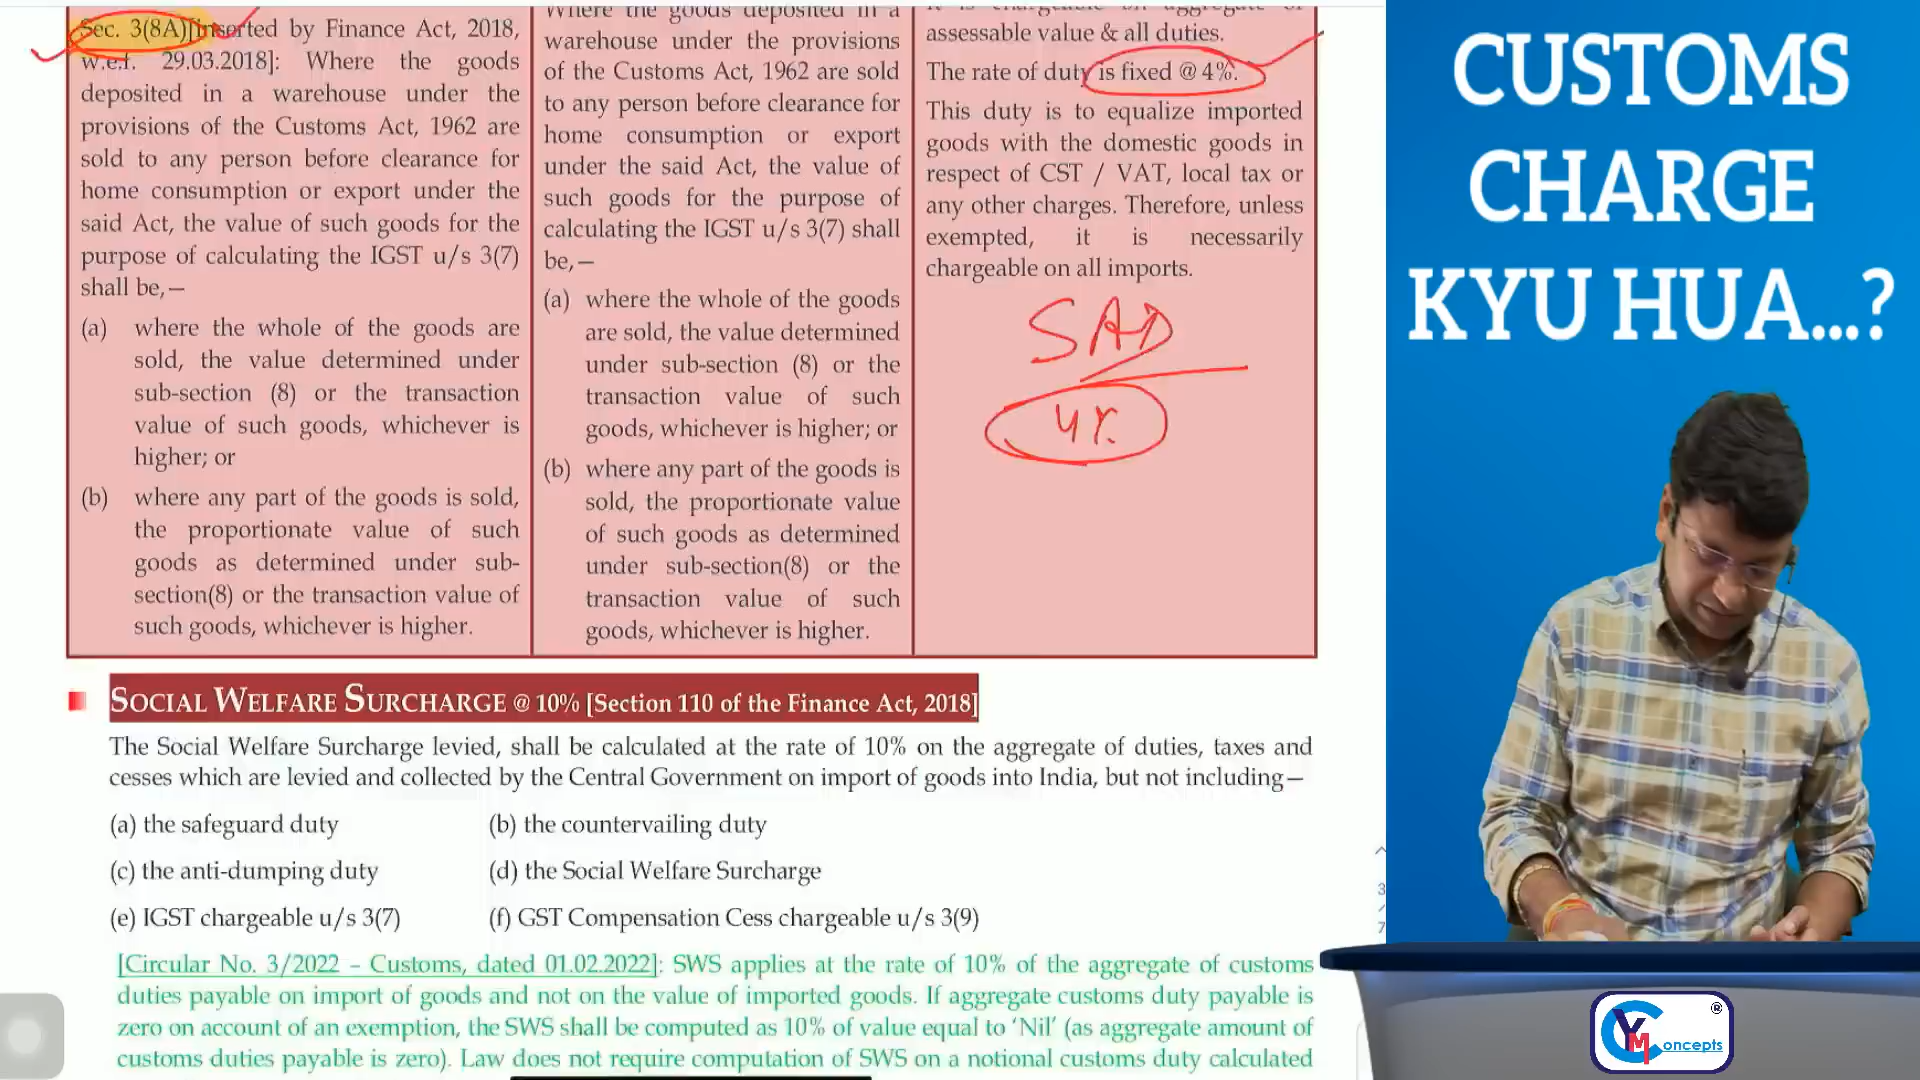 Sec. 3(8A)[inserted by Finance Act, 2018,
w.e.f. 29.03.2018]: Where the goods
deposited in a warehouse under the
provisions of the Customs Act, 1962 are
sold to any person before clearance for
home consumption or export under the
said Act, the value of such goods for the
purpose of calculating the IGST u/s 3(7)
shall be,—
(a) where the whole of the goods are
sold, the value determined under
sub-section (8) or the transaction
value of such goods, whichever is
higher; or
(b) where any part of the goods is sold,
the proportionate value of such
goods as determined under sub-
section(8) or the transaction value of
such goods, whichever is higher.
Where the goods deposited in a
warehouse under the provisions
of the Customs Act, 1962 are sold
to any person before clearance for
home consumption or export
under the said Act, the value of
such goods for the purpose of
calculating the IGST u/s 3(7) shall
be,—
(a) where the whole of the goods
are sold, the value determined
under sub-section (8) or the
transaction value of such
goods, whichever is higher; or
(b) where any part of the goods is
sold, the proportionate value
of such goods as determined
under sub-section(8) or the
transaction value of such
goods, whichever is higher.
It is chargeable on aggregate of
assessable value & all duties.
The rate of duty is fixed @ 4%.
This duty is to equalize imported
goods with the domestic goods in
respect of CST / VAT, local tax or
any other charges. Therefore, unless
exempted, it is necessarily
chargeable on all imports.
SAD
4%
SOCIAL WELFARE SURCHARGE @ 10% [Section 110 of the Finance Act, 2018]
The Social Welfare Surcharge levied, shall be calculated at the rate of 10% on the aggregate of duties, taxes and
cesses which are levied and collected by the Central Government on import of goods into India, but not including—
(a) the safeguard duty (b) the countervailing duty
(c) the anti-dumping duty (d) the Social Welfare Surcharge
(e) IGST chargeable u/s 3(7) (f) GST Compensation Cess chargeable u/s 3(9)
[Circular No. 3/2022 – Customs, dated 01.02.2022]: SWS applies at the rate of 10% of the aggregate of customs
duties payable on import of goods and not on the value of imported goods. If aggregate customs duty payable is
zero on account of an exemption, the SWS shall be computed as 10% of value equal to ‘Nil’ (as aggregate amount of
customs duties payable is zero). Law does not require computation of SWS on a notional customs duty calculated
3
/
7
CUSTOMS
CHARGE
KYU HUA...?
CYM oncepts ®